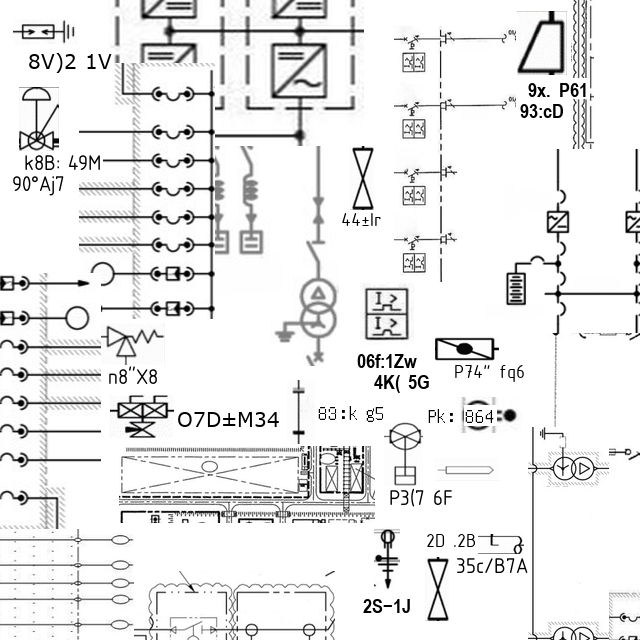 8V)2 1V
9x. P61
93:cD
k8B: 49M
90°Aj7
44±Ir
06f:1Zw
4K( 5G
P74" fq6
n8"X8
O7D±M34
83:k g5
Pk: 864
P3(7 6F
2D .2B
35c/B7A
2S-1J